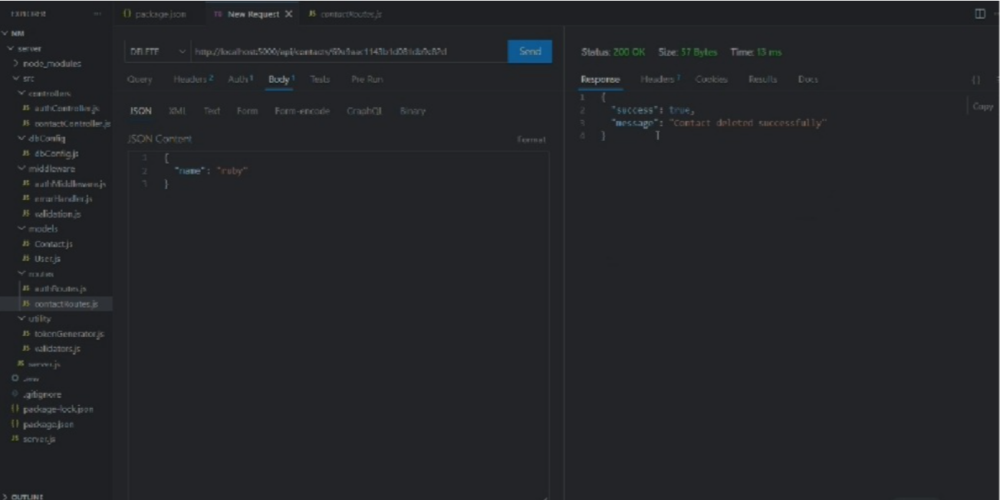 EXPLORER
{} package.json
TC New Request X
JS contactRoutes.js
NM
server
node_modules
src
controllers
JS authController.js
JS contactController.js
dbConfig
JS dbConfig.js
middleware
JS authMiddleware.js
JS errorHandler.js
JS validation.js
models
JS Contact.js
JS User.js
routes
JS authRoutes.js
JS contactRoutes.js
utility
JS tokenGenerator.js
JS validators.js
JS server.js
.env
.gitignore
{} package-lock.json
{} package.json
JS server.js
OUTLINE
DELETE
Send
Query Headers 2 Auth 1 Body 1 Tests Pre Run
JSON XML Text Form Form-encode GraphQL Binary
JSON Content Format
1 {
2 "name": "ruby"
3 }
Status: 200 OK Size: 57 Bytes Time: 13 ms
Response Headers 7 Cookies Results Docs {}
Copy
1 {
2 "success": true,
3 "message": "Contact deleted successfully"
4 }